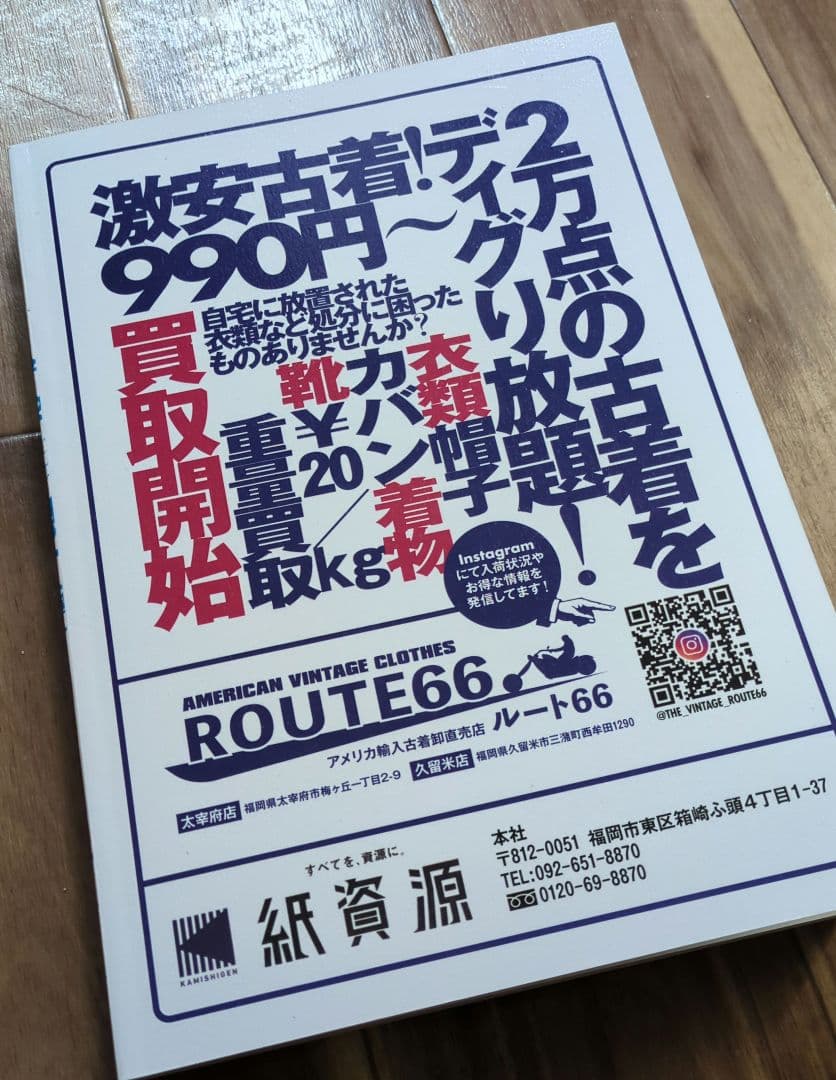 2万点の古着を
ディグり放題!
激安古着!
990円〜
自宅に放置された
衣類など処分に困った
ものありませんか?
買取開始
衣類 帽子
カバン 着物
靴
¥20/kg
重量買取
Instagram
にて入荷状況や
お得な情報を
発信してます!
@THE_VINTAGE_ROUTE66
AMERICAN VINTAGE CLOTHES
ROUTE66
アメリカ輸入古着卸直売店 ルート66
太宰府店 福岡県太宰府市梅ヶ丘一丁目2-9 久留米店 福岡県久留米市三潴町西牟田1290
すべてを、資源に。
紙資源
KAMISHIGEN
本社
〒812-0051 福岡市東区箱崎ふ頭4丁目1-37
TEL:092-651-8870
0120-69-8870